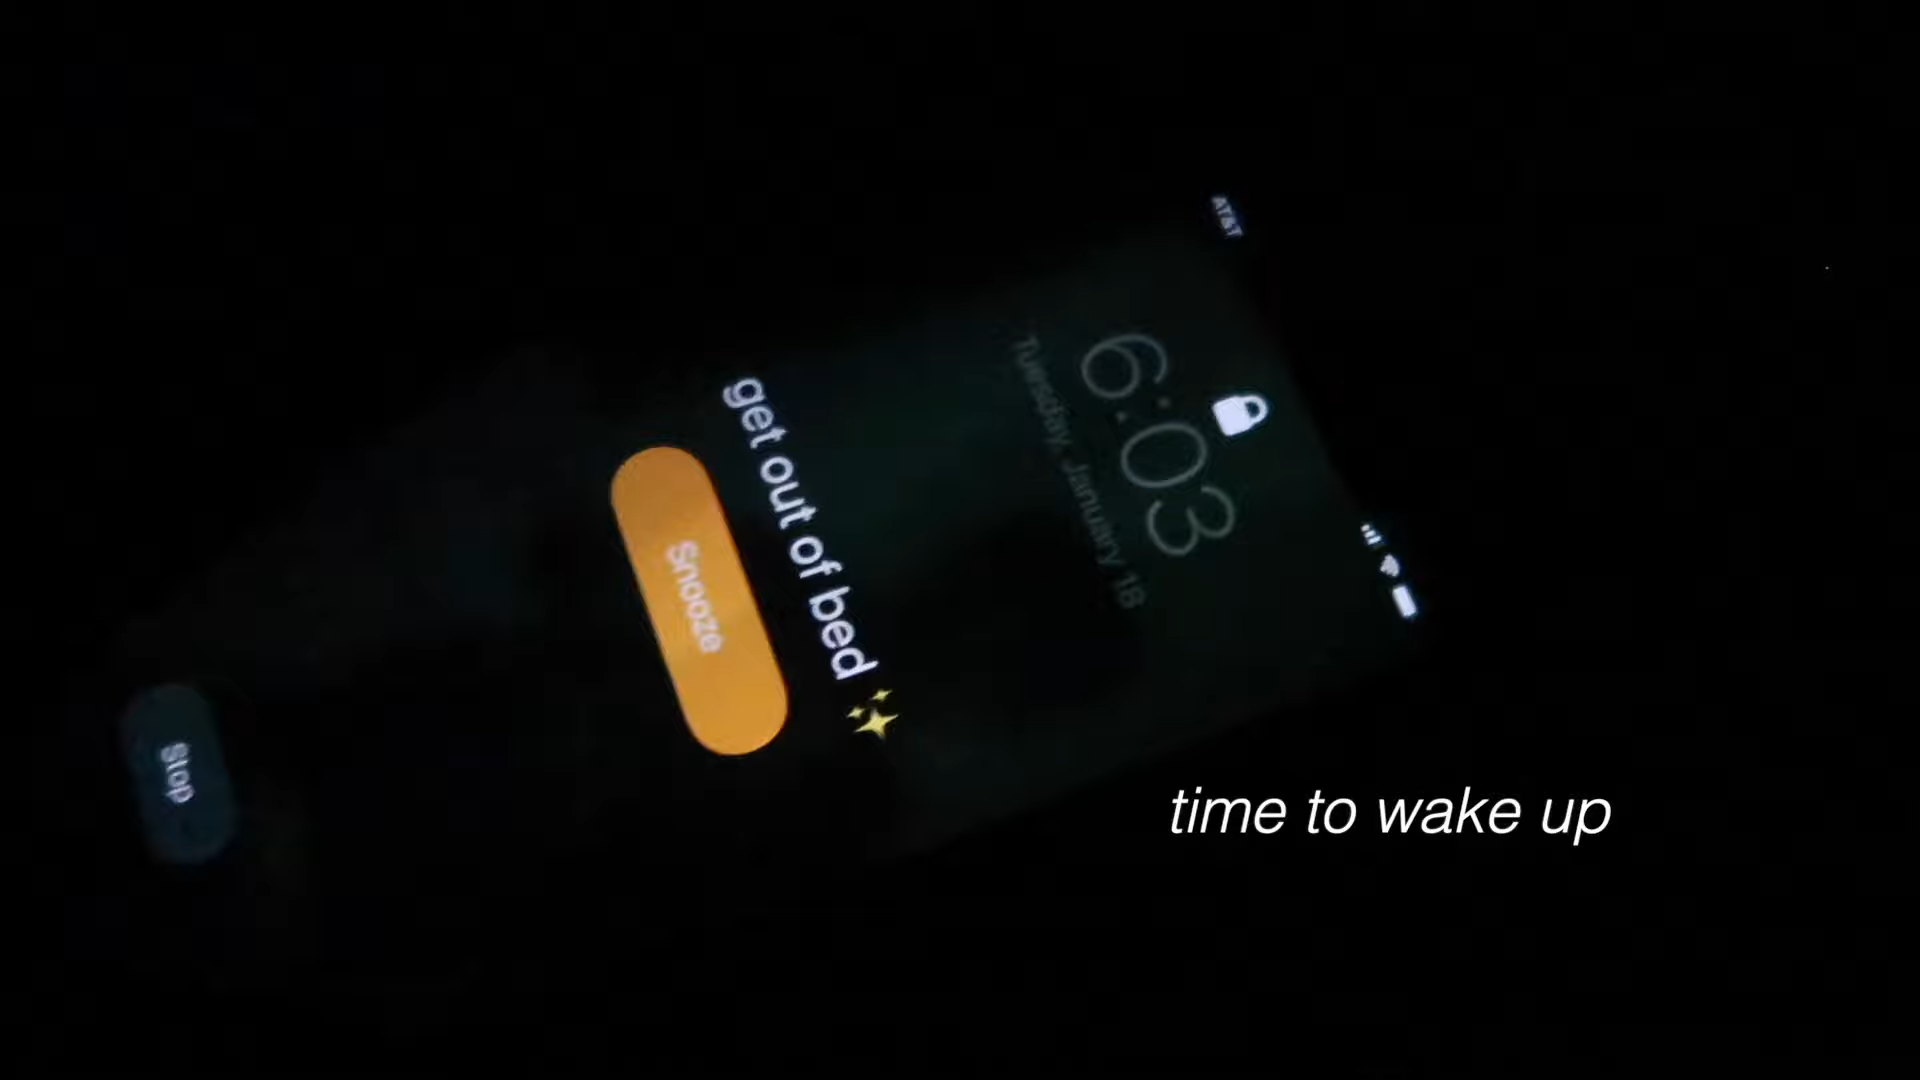 AT&T
6:03
Tuesday, January 18
get out of bed ✨
Snooze
Stop
time to wake up